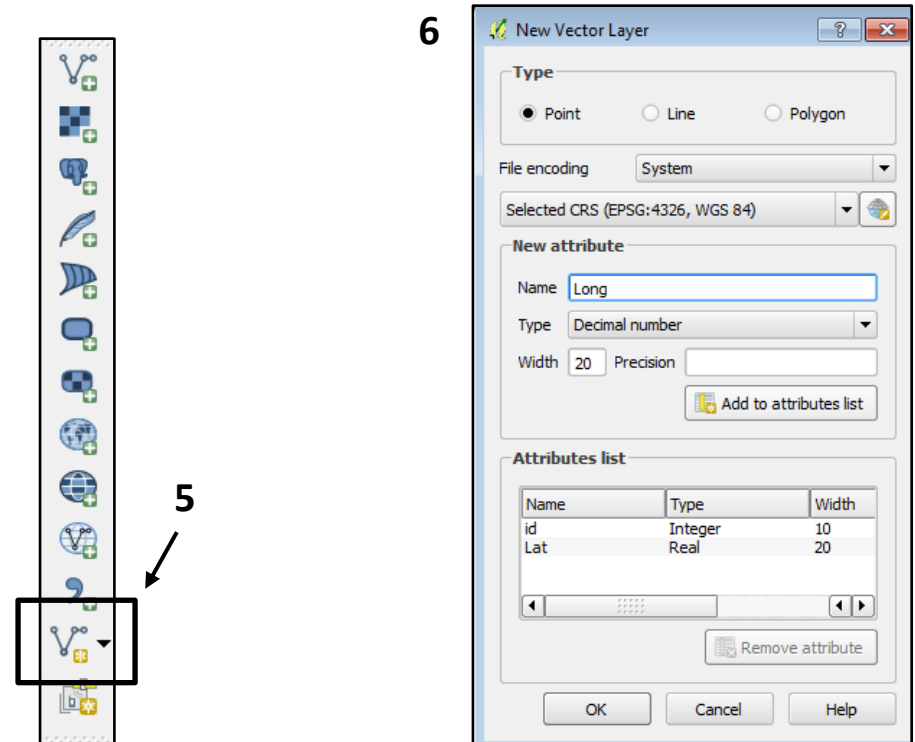 5
6
New Vector Layer
Type
Point Line Polygon
File encoding System
Selected CRS (EPSG:4326, WGS 84)
New attribute
Name Long
Type Decimal number
Width 20 Precision
Add to attributes list
Attributes list
Name Type Width
id Integer 10
Lat Real 20
Remove attribute
OK Cancel Help